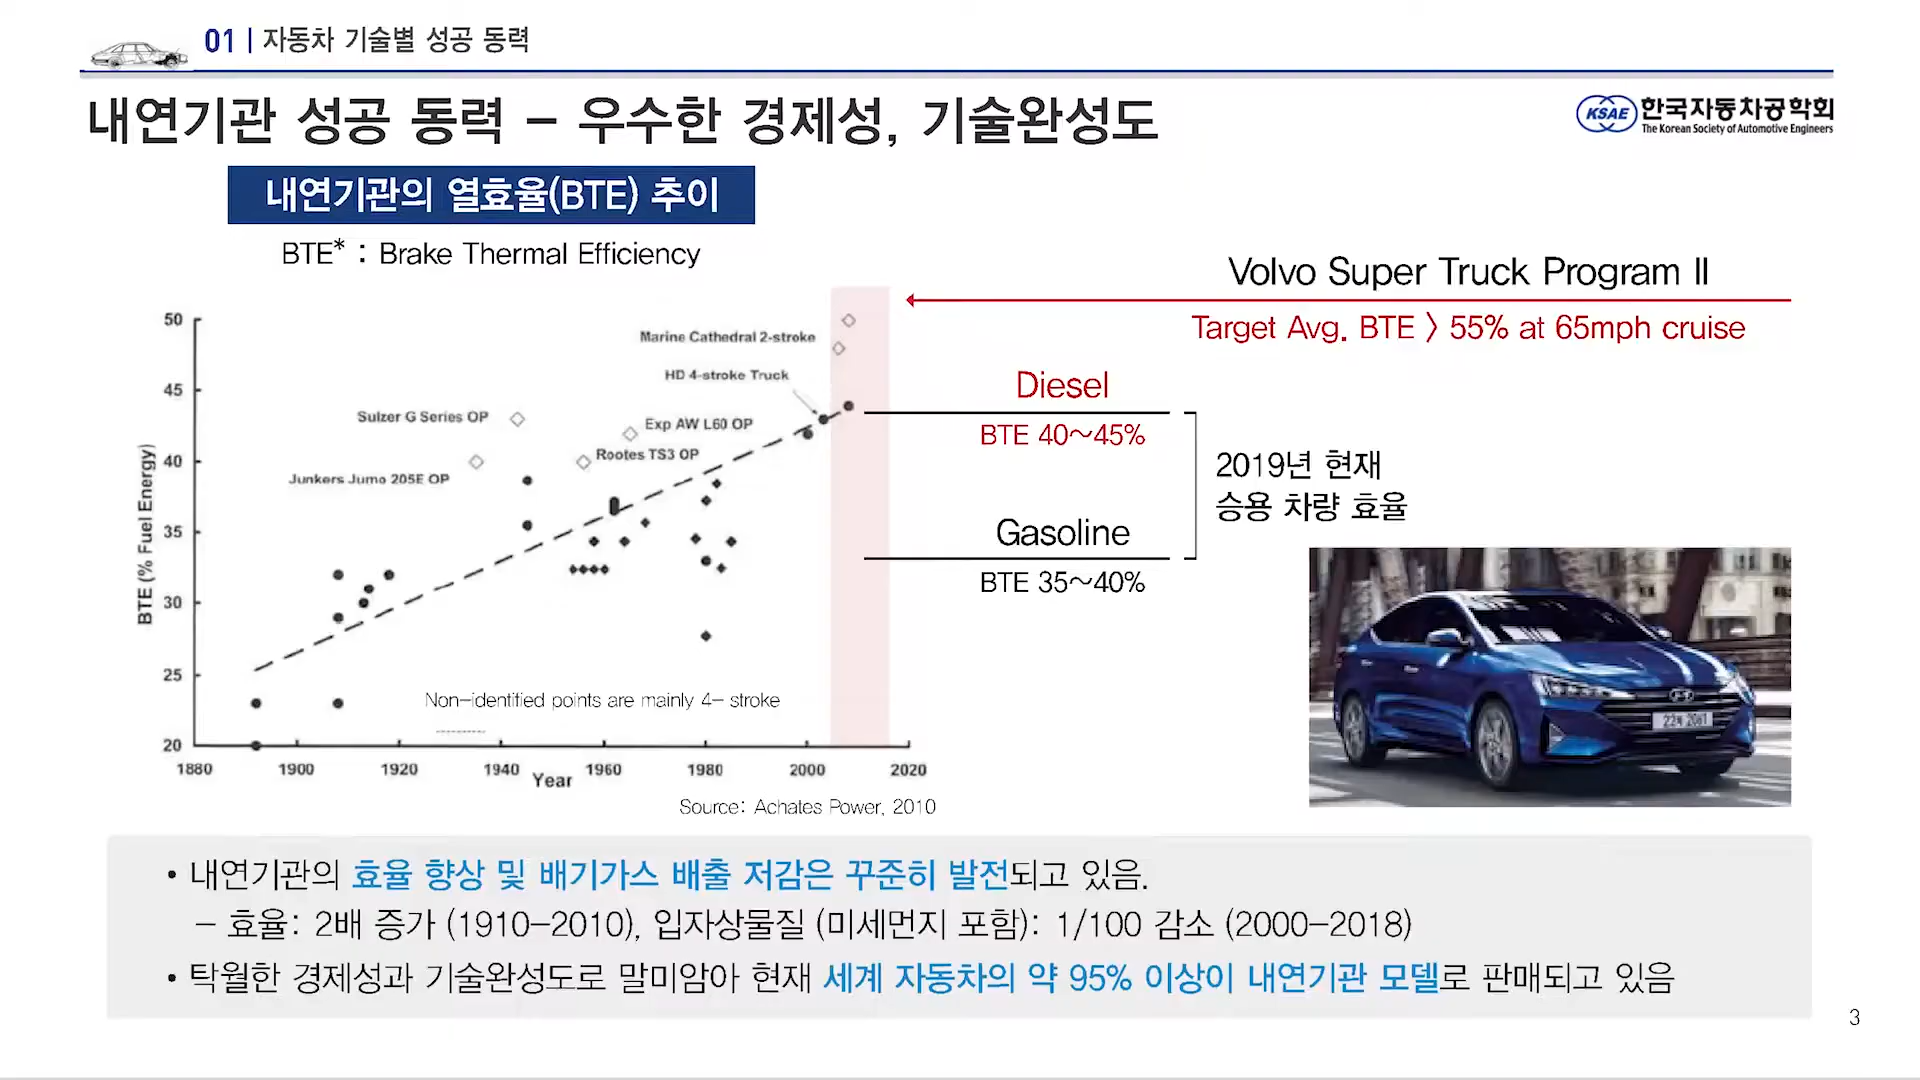 01 | 자동차 기술별 성공 동력
내연기관 성공 동력 – 우수한 경제성, 기술완성도
KSAE 한국자동차공학회
The Korean Society of Automotive Engineers
내연기관의 열효율(BTE) 추이
BTE* : Brake Thermal Efficiency
Volvo Super Truck Program II
Target Avg. BTE 〉 55% at 65mph cruise
BTE (% Fuel Energy)
50
45
40
35
30
25
20
Marine Cathedral 2-stroke
HD 4-stroke Truck
Sulzer G Series OP
Exp AW L60 OP
Rootes TS3 OP
Junkers Jumo 205E OP
Non-identified points are mainly 4- stroke
1880 1900 1920 1940 1960 1980 2000 2020
Year
Source: Achates Power, 2010
Diesel
BTE 40~45%
Gasoline
BTE 35~40%
2019년 현재
승용 차량 효율
• 내연기관의 효율 향상 및 배기가스 배출 저감은 꾸준히 발전되고 있음.
– 효율: 2배 증가 (1910–2010), 입자상물질 (미세먼지 포함): 1/100 감소 (2000–2018)
• 탁월한 경제성과 기술완성도로 말미암아 현재 세계 자동차의 약 95% 이상이 내연기관 모델로 판매되고 있음
3